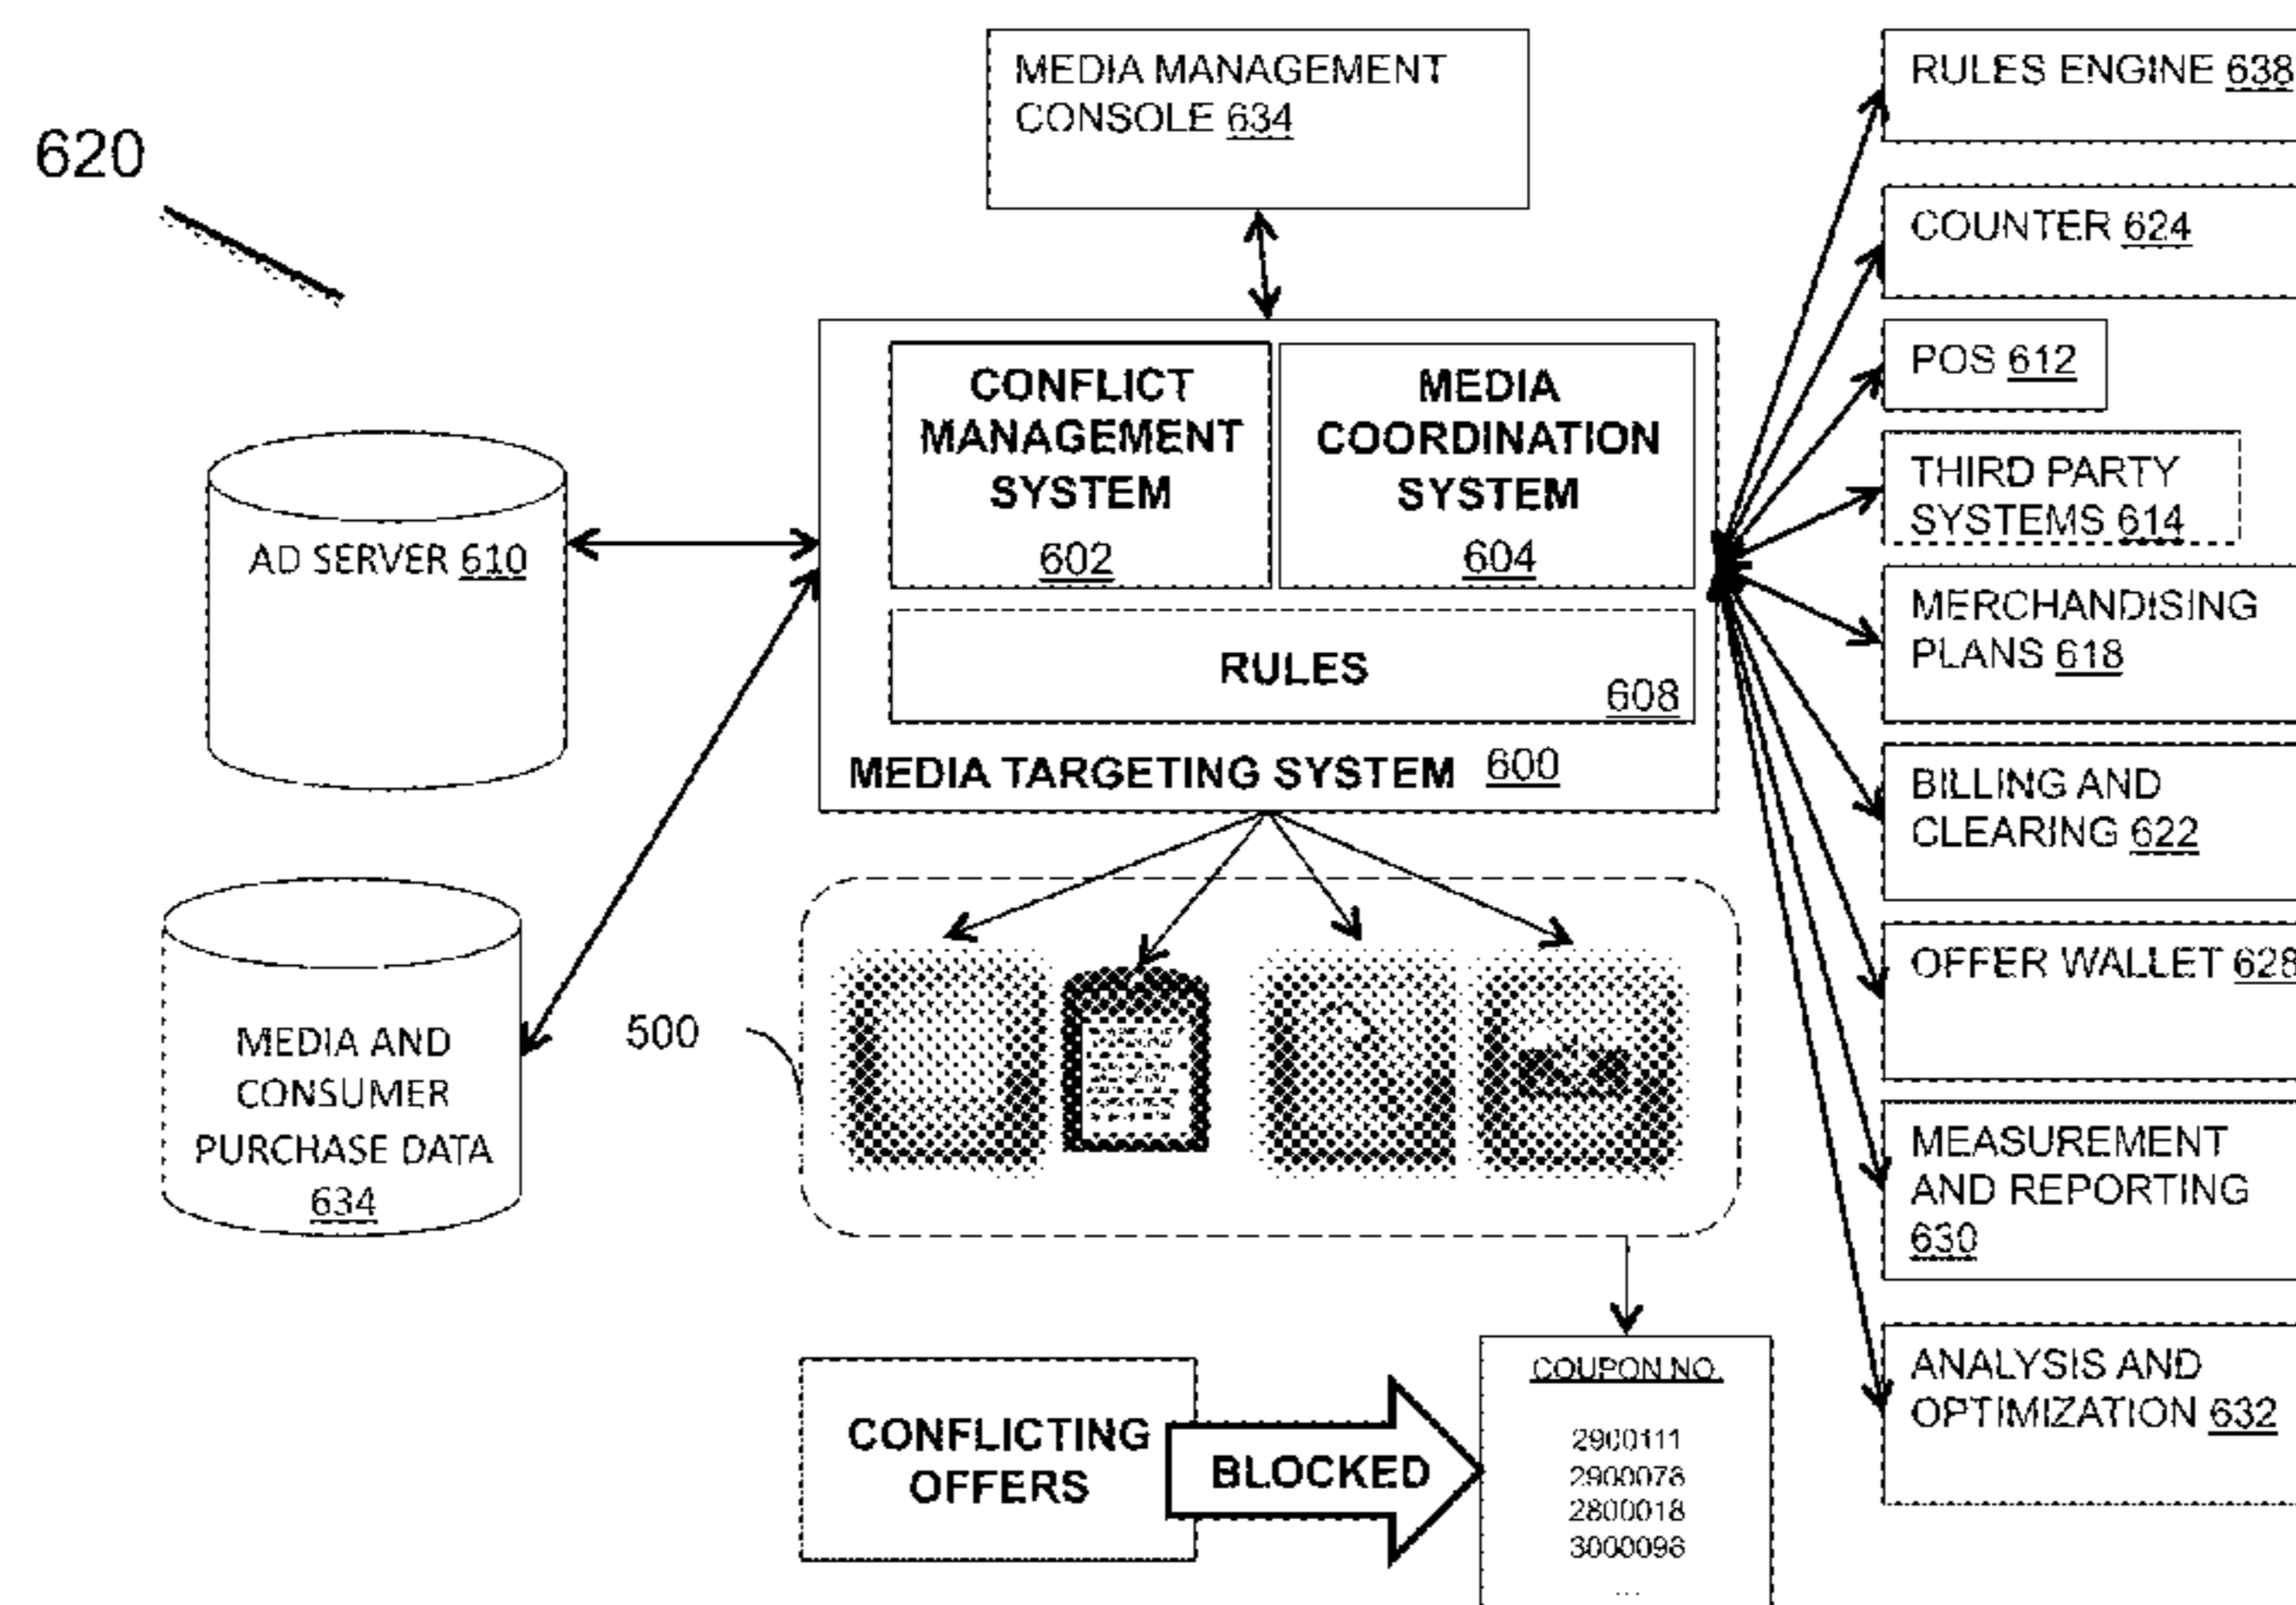 620
MEDIA MANAGEMENT
CONSOLE 634
CONFLICT
MANAGEMENT
SYSTEM
602
MEDIA
COORDINATION
SYSTEM
604
RULES
608
MEDIA TARGETING SYSTEM 600
AD SERVER 610
MEDIA AND
CONSUMER
PURCHASE DATA
634
500
CONFLICTING
OFFERS
BLOCKED
COUPON NO.
2900111
2900078
2800018
3000098
...
RULES ENGINE 638
COUNTER 624
POS 612
THIRD PARTY
SYSTEMS 614
MERCHANDISING
PLANS 618
BILLING AND
CLEARING 622
OFFER WALLET 628
MEASUREMENT
AND REPORTING
630
ANALYSIS AND
OPTIMIZATION 632